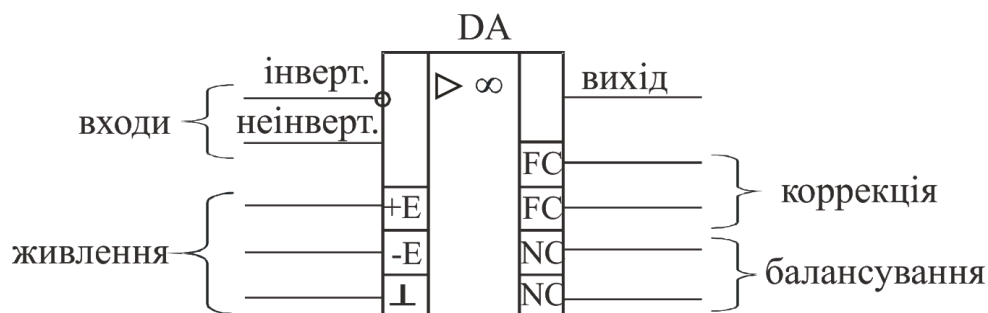 DA
інверт.
▷ ∞
вихід
входи
неінверт.
FC
+E
FC
коррекція
живлення
-E
NC
балансування
⊥
NC